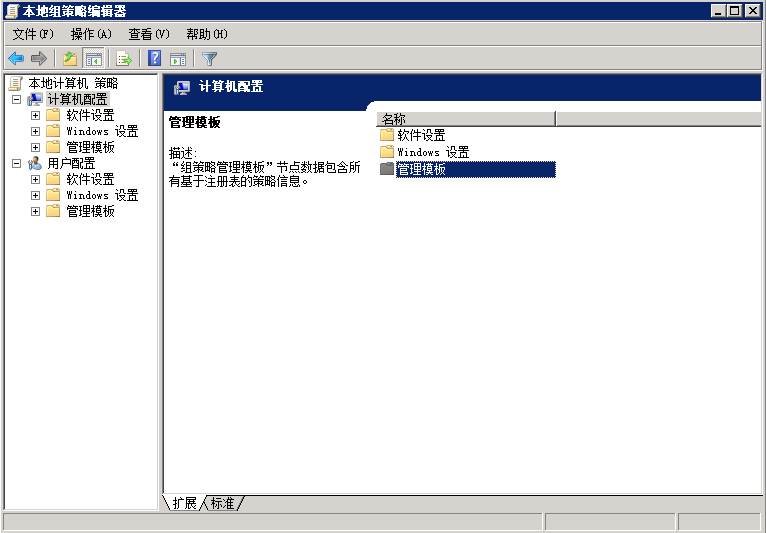 本地组策略编辑器
文件(F) 操作(A) 查看(V) 帮助(H)
本地计算机 策略
计算机配置
软件设置
Windows 设置
管理模板
用户配置
软件设置
Windows 设置
管理模板
计算机配置
管理模板
描述:
“组策略管理模板”节点数据包含所
有基于注册表的策略信息。
名称
软件设置
Windows 设置
管理模板
扩展 标准